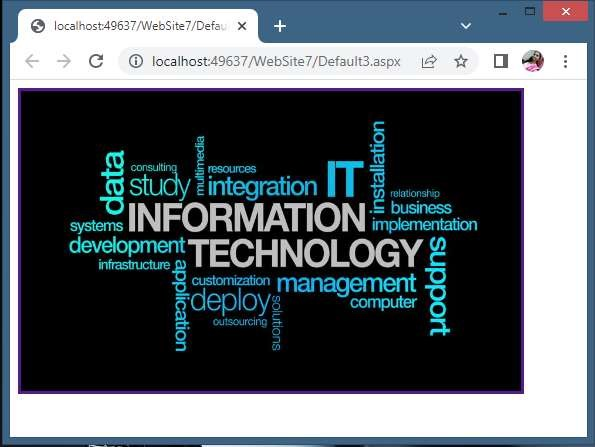 localhost:49637/WebSite7/Defau
localhost:49637/WebSite7/Default3.aspx
data
consulting
study
multimedia
resources
integration
IT
installation
relationship
business
systems
INFORMATION
implementation
development
TECHNOLOGY
support
infrastructure
application
customization
management
deploy
computer
outsourcing
solutions